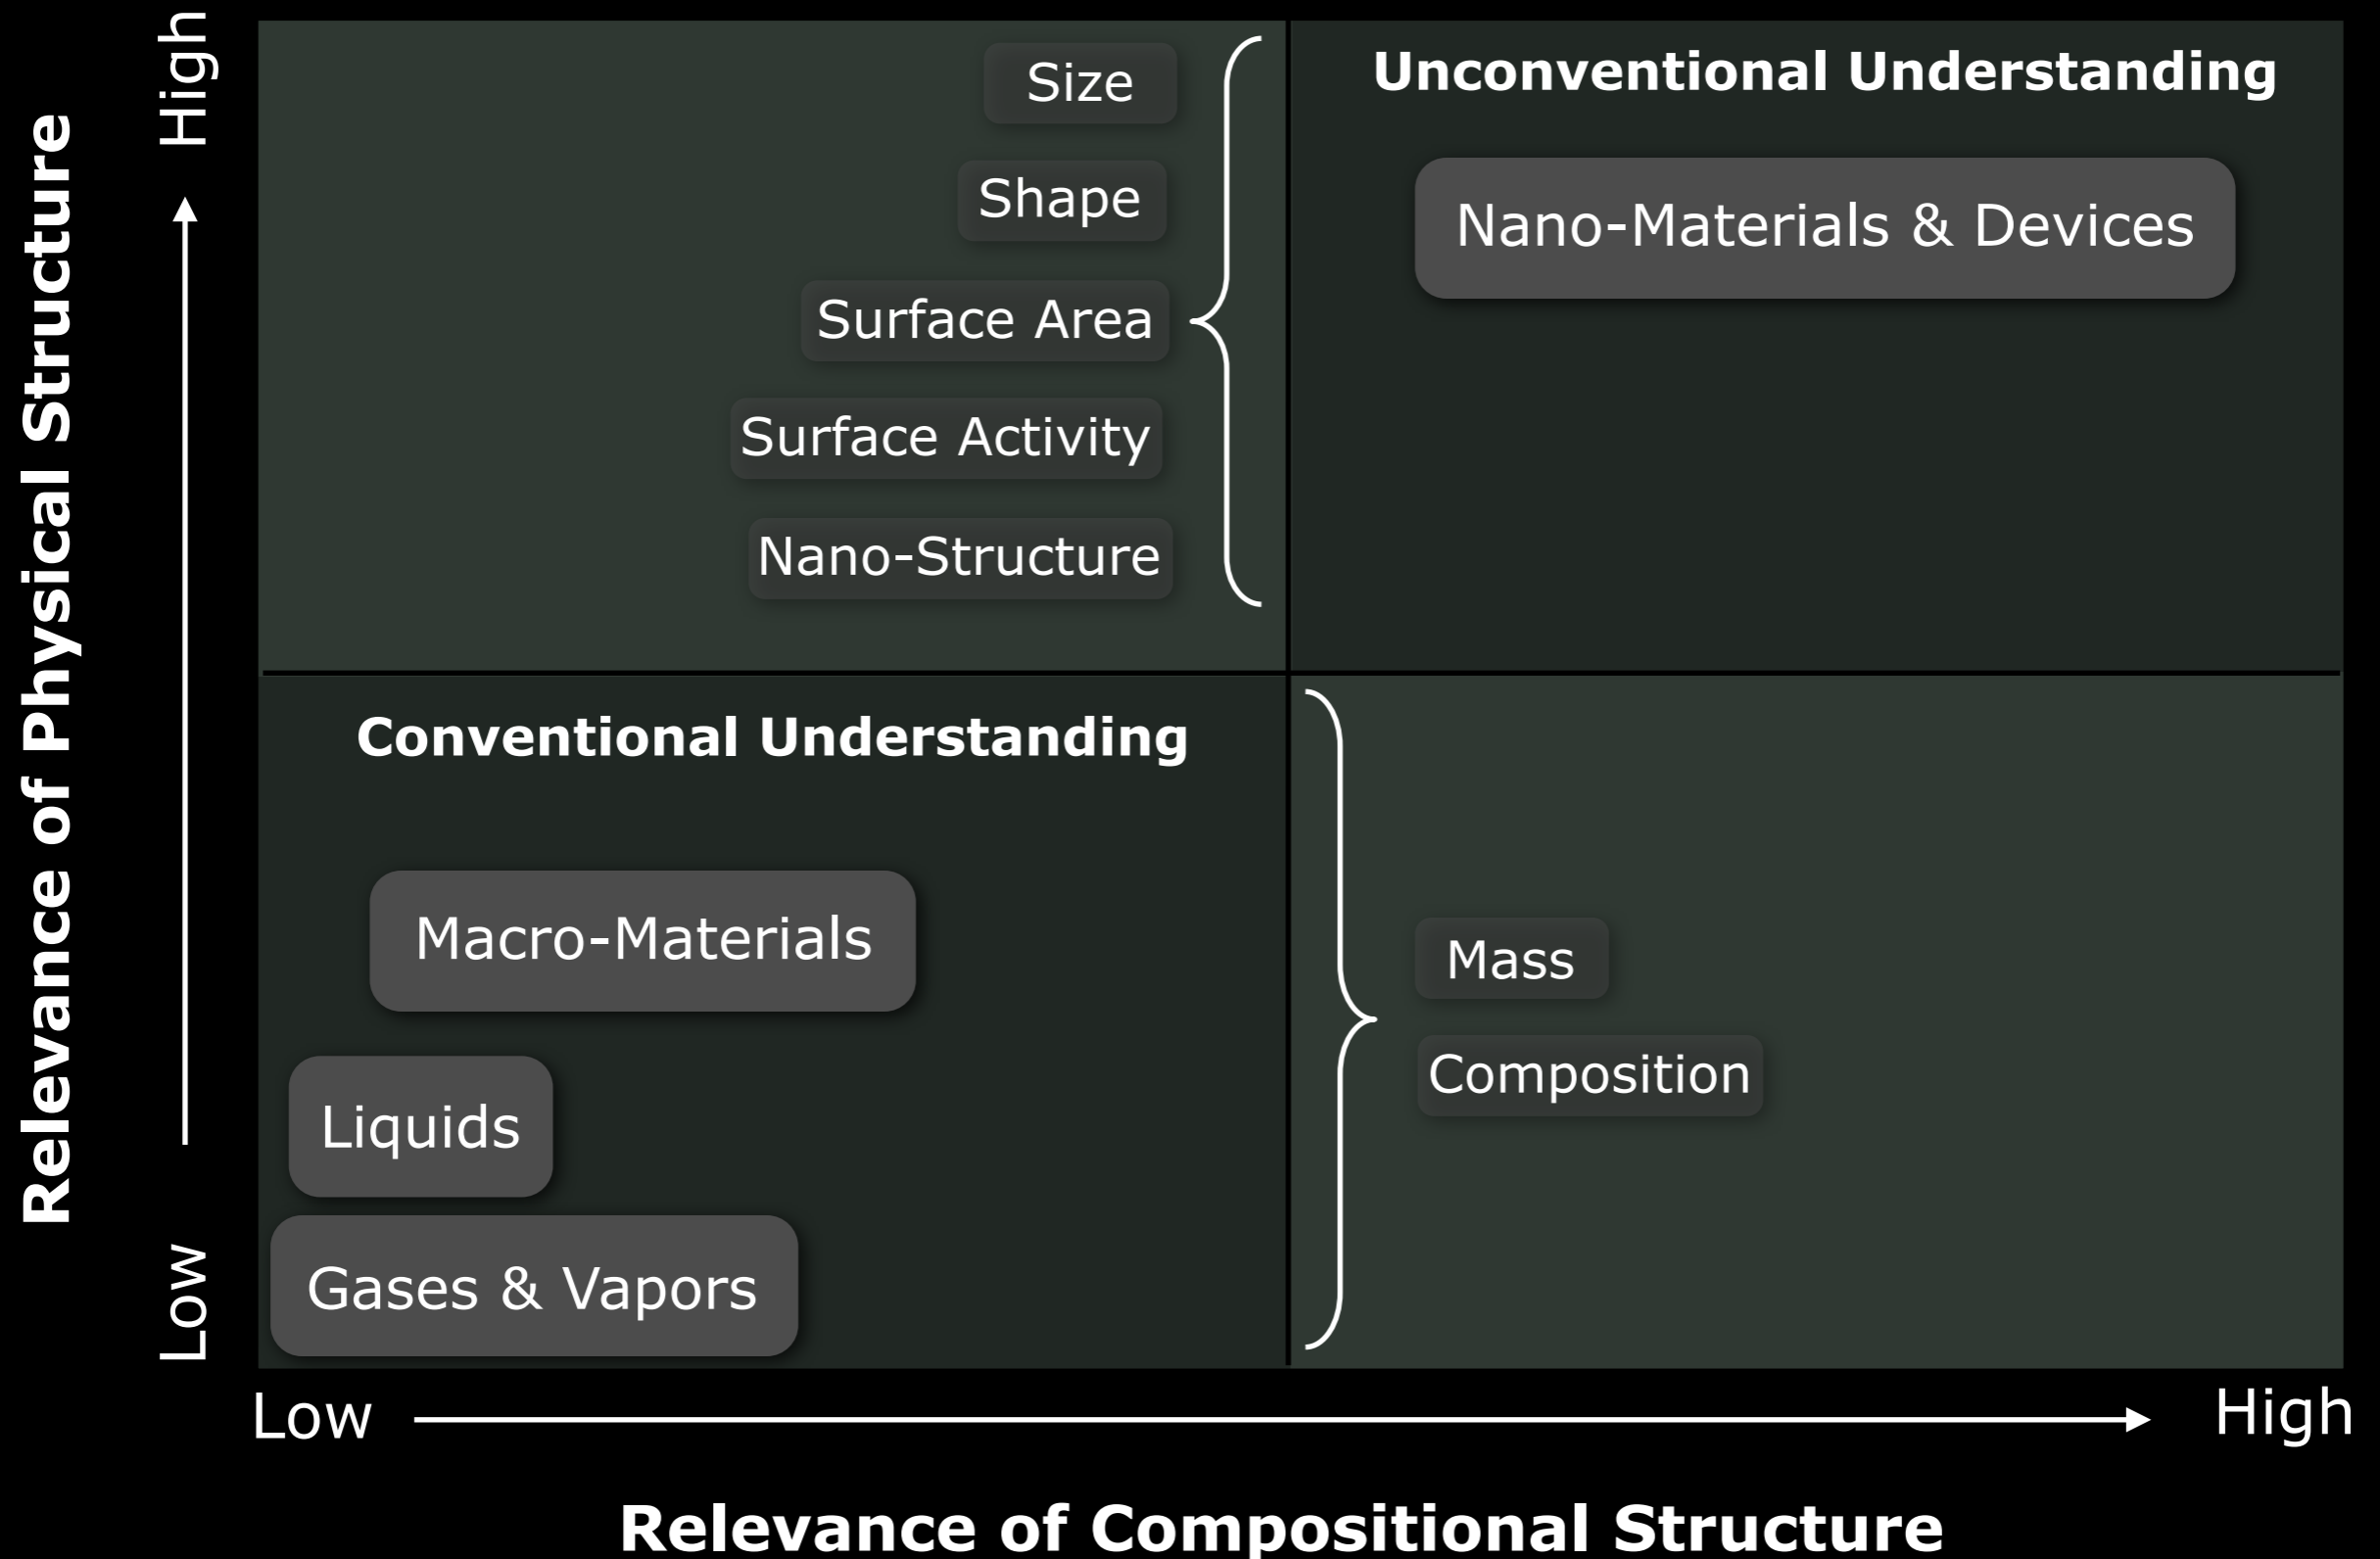 Relevance of Physical Structure
High
Low
Size
Shape
Surface Area
Surface Activity
Nano-Structure
Unconventional Understanding
Nano-Materials & Devices
Conventional Understanding
Macro-Materials
Liquids
Gases & Vapors
Mass
Composition
Low
High
Relevance of Compositional Structure